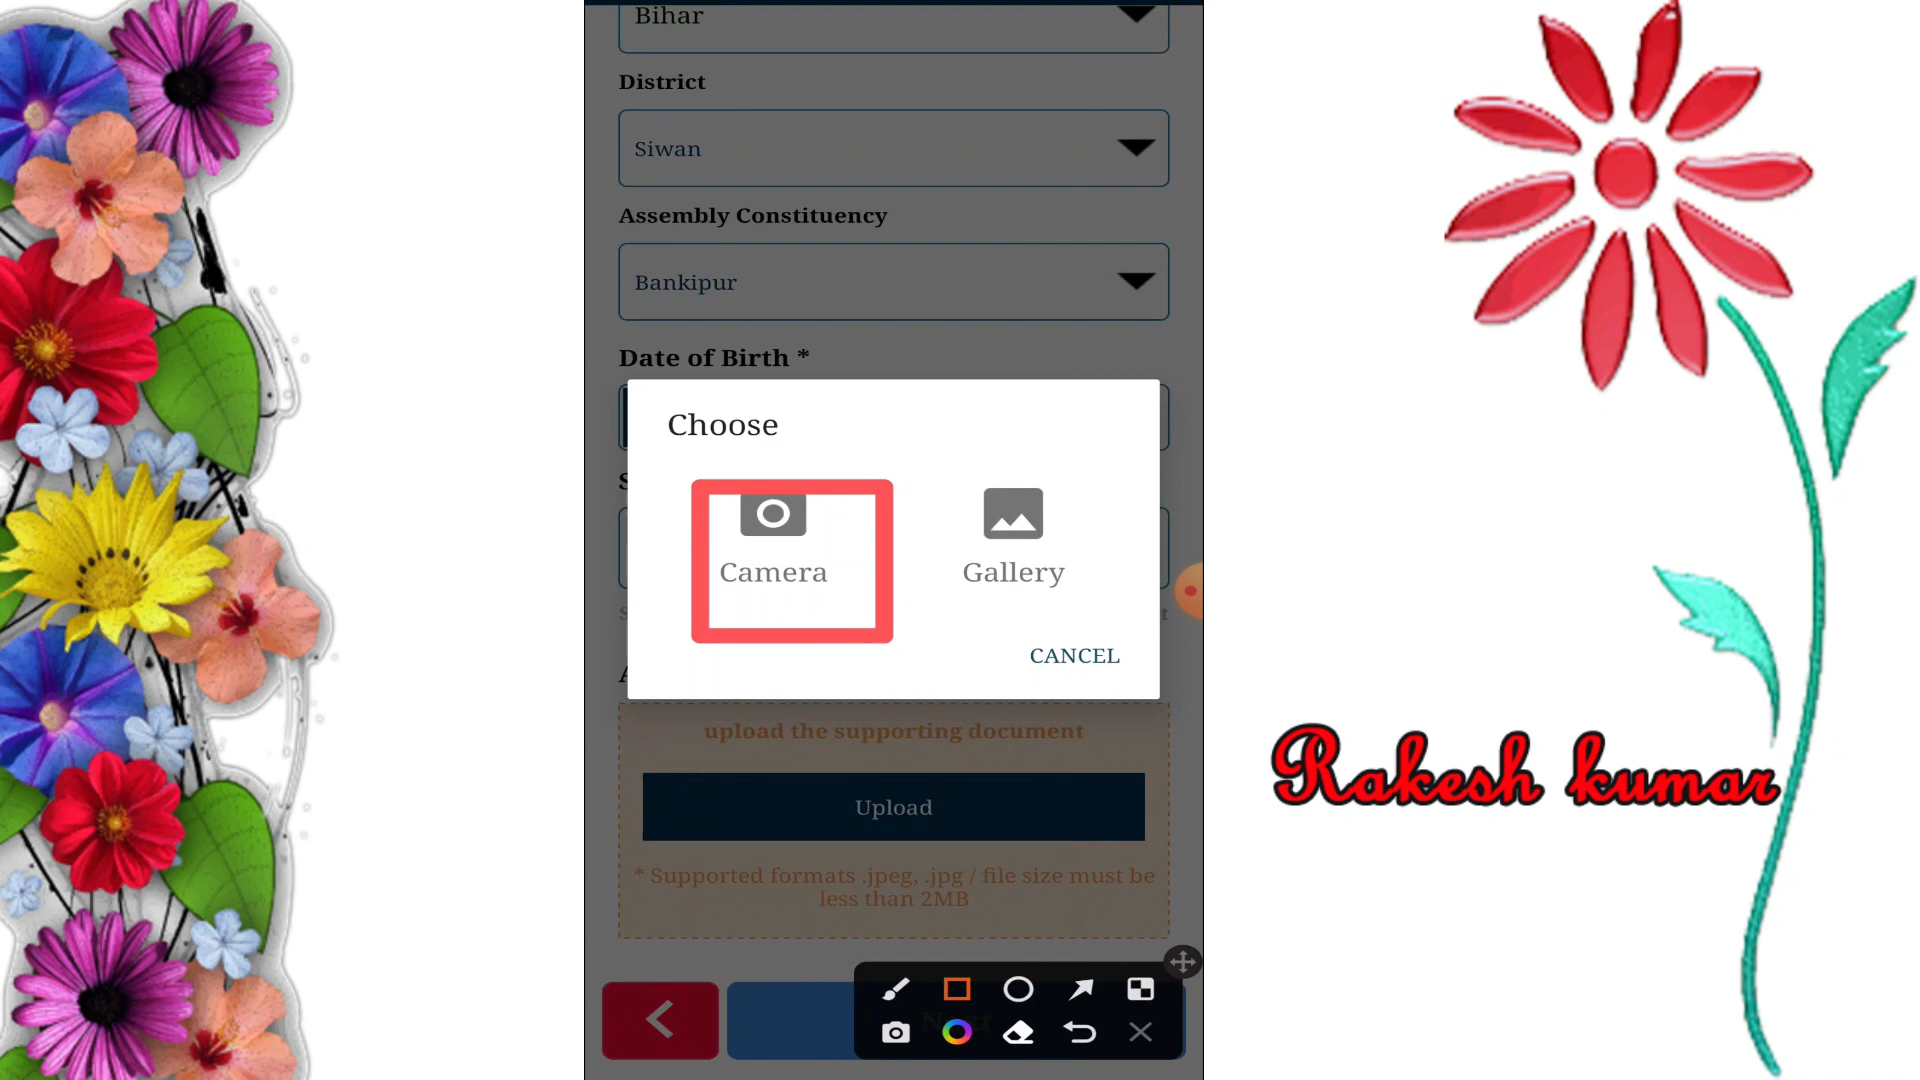 Bihar
District
Siwan
Assembly Constituency
Bankipur
Date of Birth *
Choose
Camera
Gallery
CANCEL
upload the supporting document
Upload
* Supported formats .jpeg, .jpg / file size must be
less than 2MB
Rakesh kumar